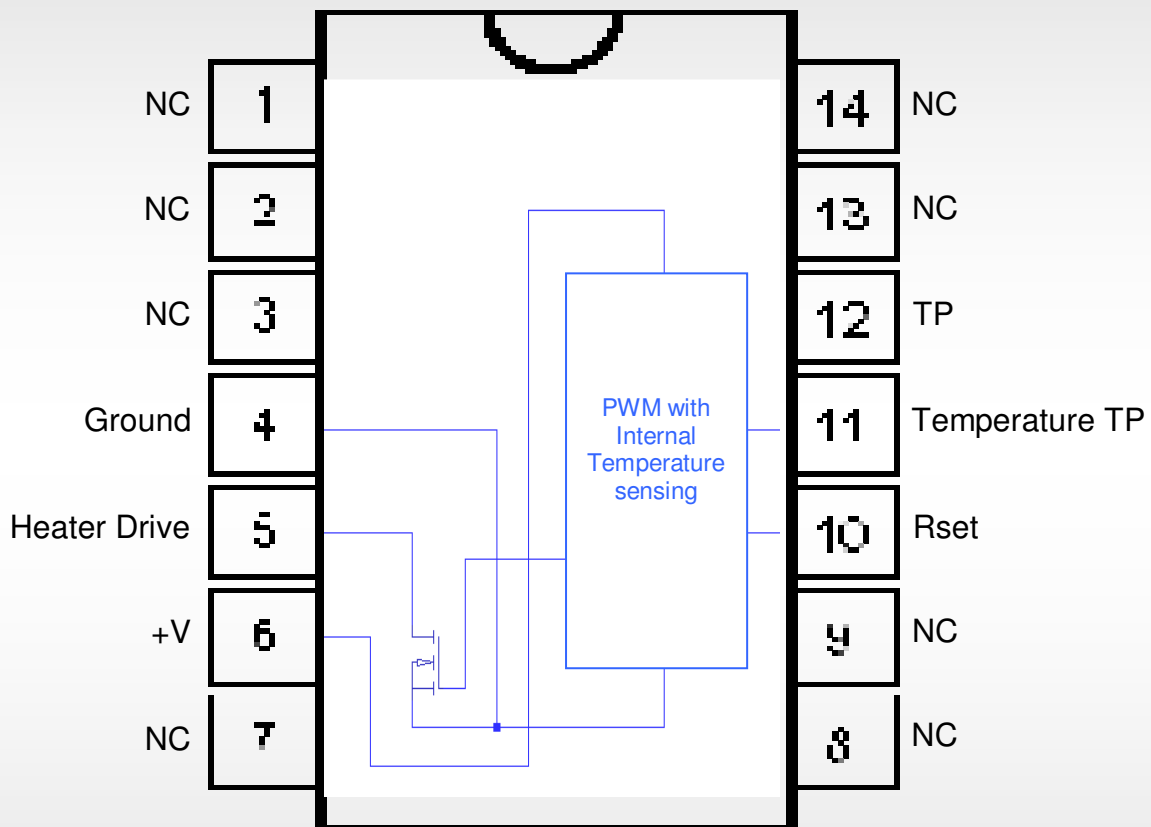 NC 1
NC 2
NC 3
Ground 4
Heater Drive 5
+V 6
NC 7
PWM with
Internal
Temperature
sensing
14 NC
13 NC
12 TP
11 Temperature TP
10 Rset
9 NC
8 NC